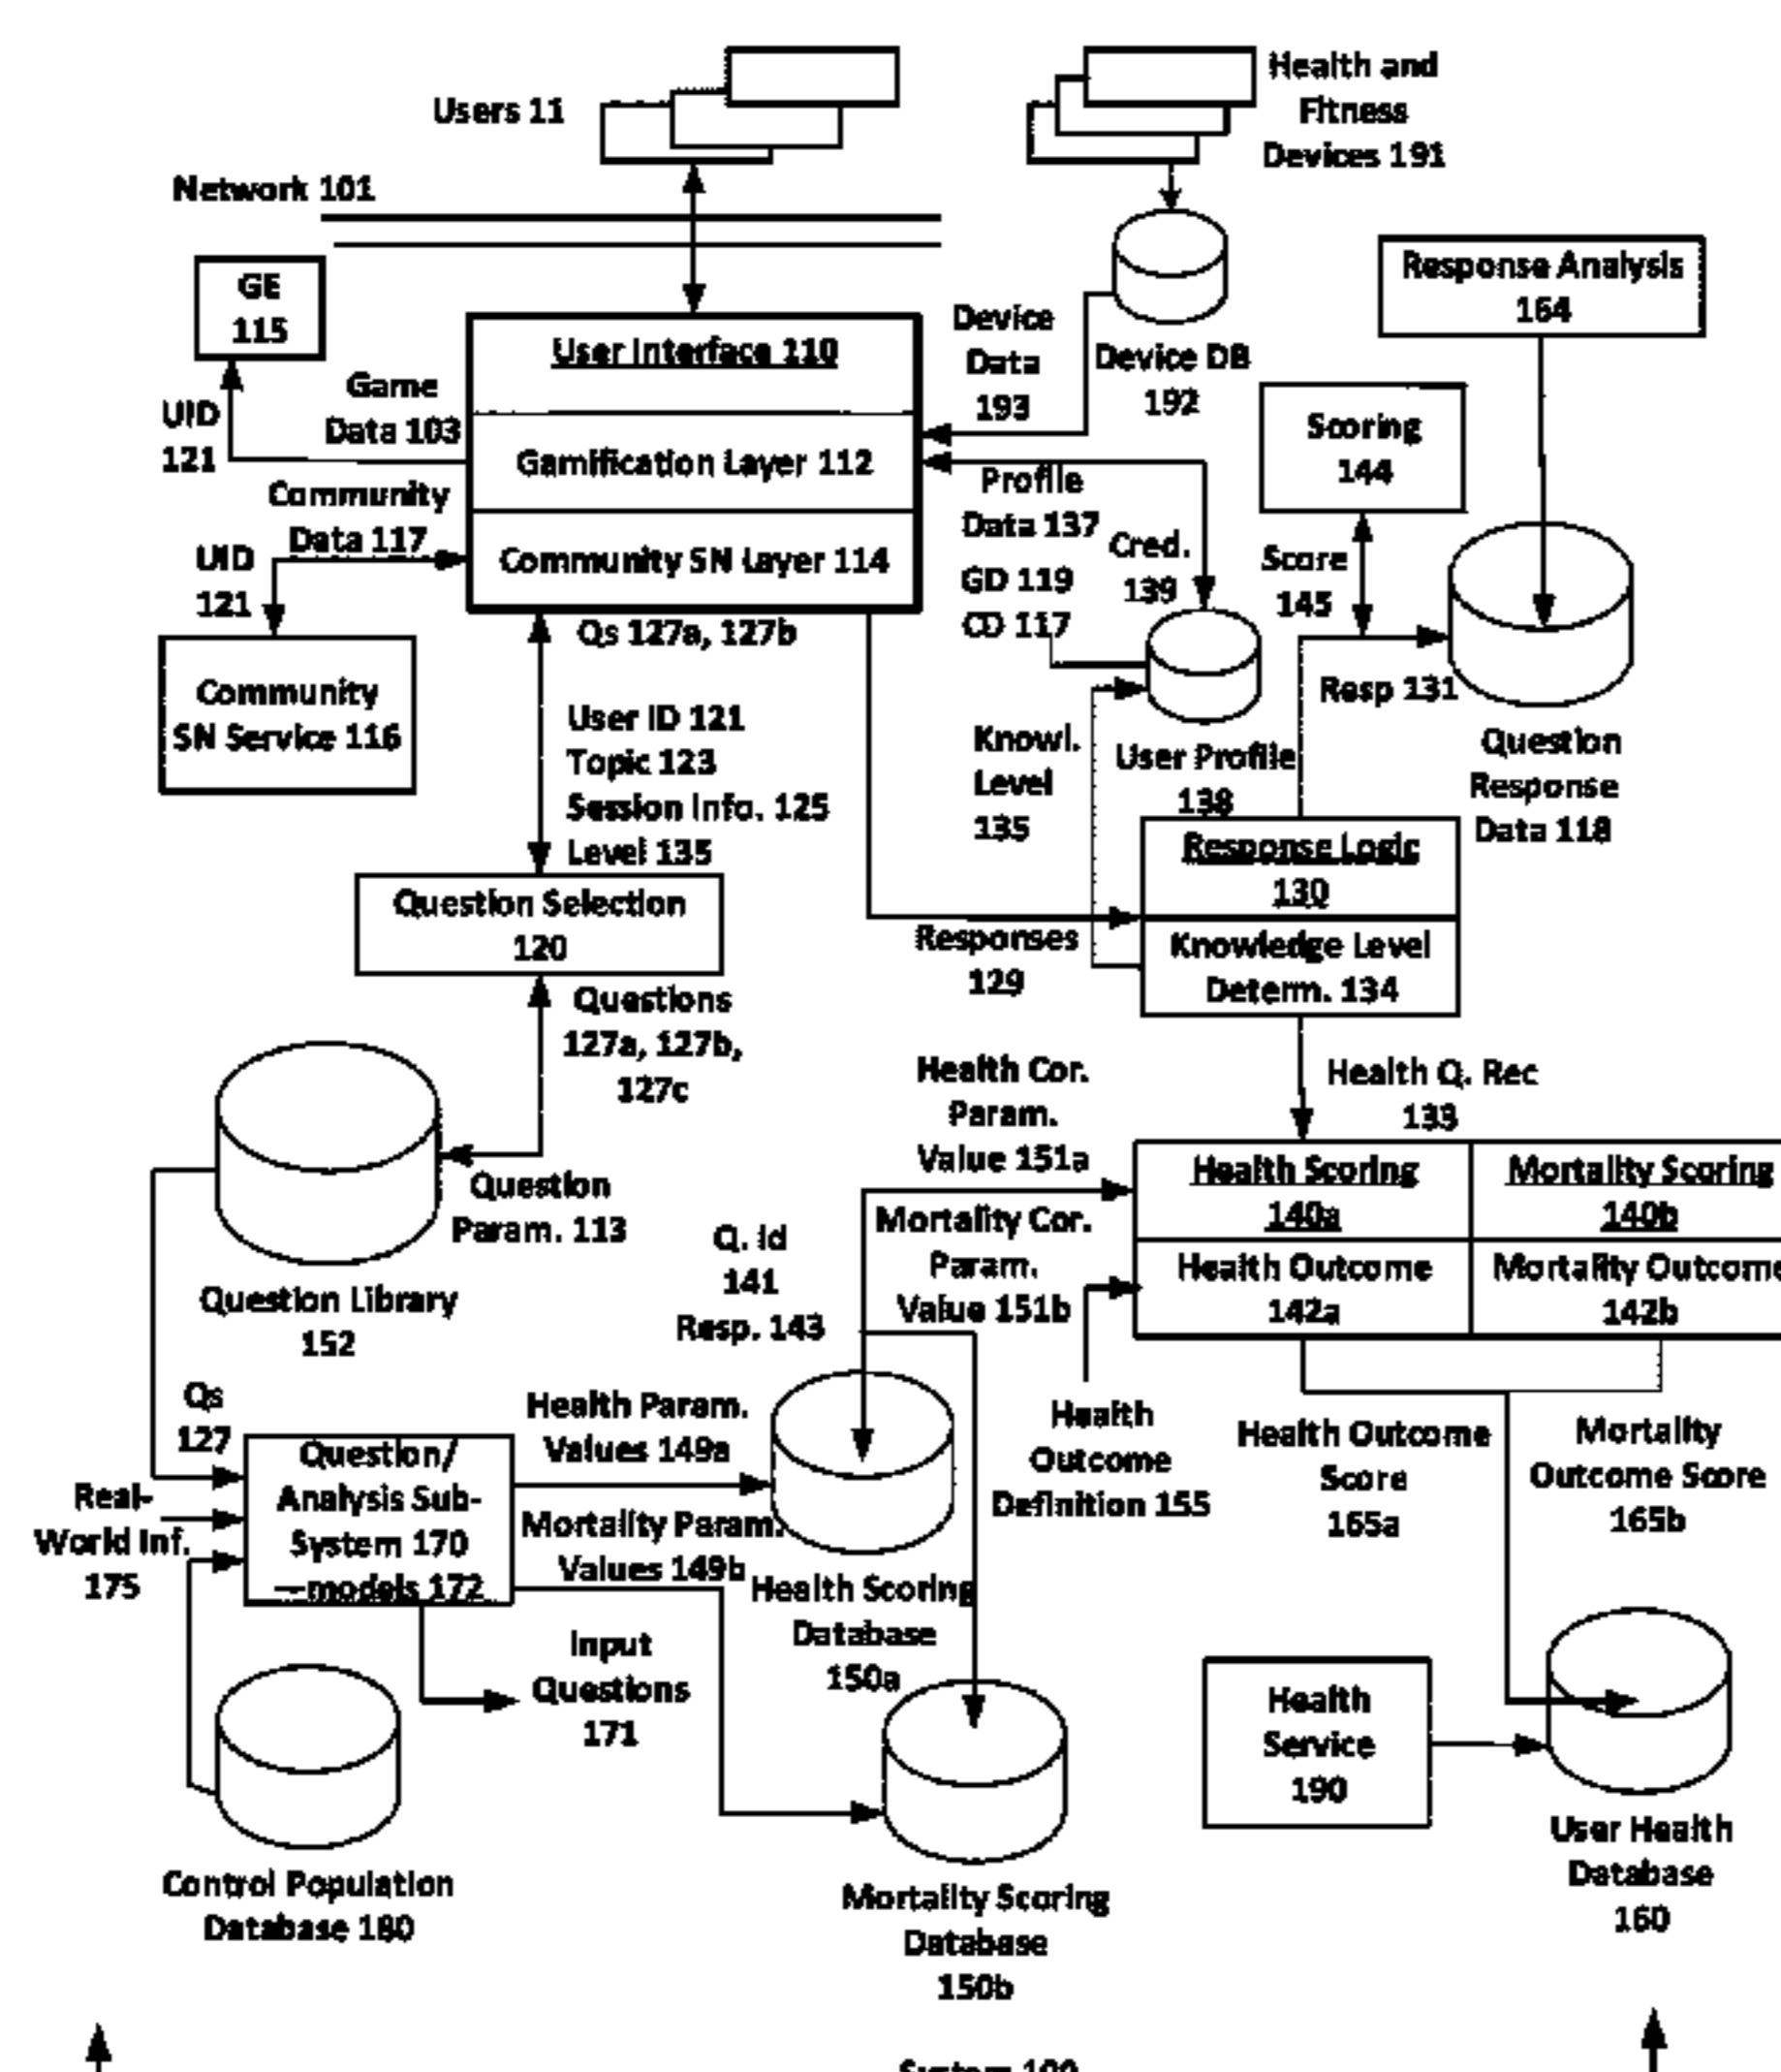 Users 11
Health and
Fitness
Devices 191
Network 101
GE
115
Response Analysis
164
User Interface 110
Device
Data
193
Device DB
192
Game
Data 103
UID
121
Scoring
144
Gamification Layer 112
Profile
Data 137
Community
Data 117
UID
121
Community SN Layer 114
Cred.
139
GD 119
CD 117
Score
145
Qs 127a, 127b
Community
SN Service 116
Resp 131
User ID 121
Topic 123
Session Info. 125
Level 135
Knowl.
Level
135
User Profile
138
Question
Response
Data 118
Response Logic
130
Question Selection
120
Responses
129
Knowledge Level
Determ. 134
Questions
127a, 127b,
127c
Health Cor.
Param.
Value 151a
Health Q. Rec
133
Question
Param. 113
Health Scoring
140a
Mortality Scoring
140b
Q. Id
141
Resp. 143
Mortality Cor.
Param.
Value 151b
Health Outcome
142a
Mortality Outcome
142b
Question Library
152
Qs
127
Health Param.
Values 149a
Health
Outcome
Definition 155
Health Outcome
Score
165a
Mortality
Outcome Score
165b
Question/
Analysis Sub-
System 170
—models 172
Real-
World Inf.
175
Mortality Param.
Values 149b
Health Scoring
Database
150a
Input
Questions
171
Health
Service
190
User Health
Database
160
Control Population
Database 180
Mortality Scoring
Database
150b